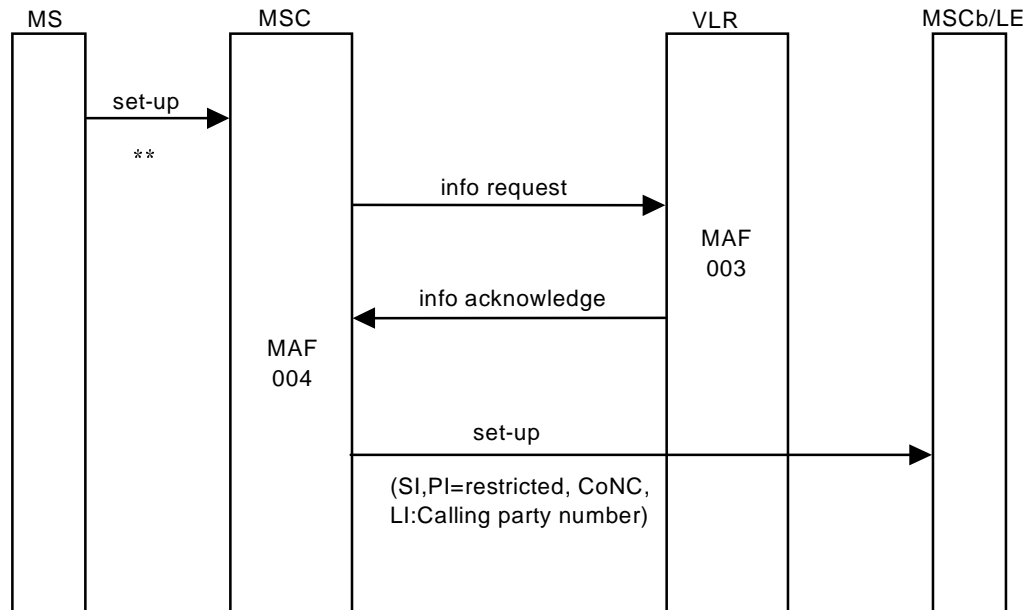 MS MSC VLR MSCb/LE
set-up
**
info request
MAF
003
info acknowledge
MAF
004
set-up
(SI,PI=restricted, CoNC,
LI:Calling party number)